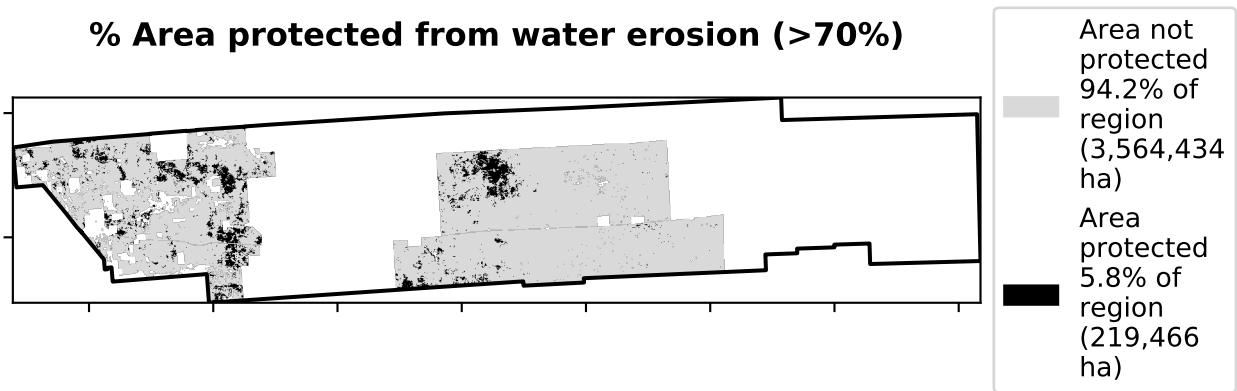 % Area protected from water erosion (>70%)
Area not
protected
94.2% of
region
(3,564,434
ha)
Area
protected
5.8% of
region
(219,466
ha)